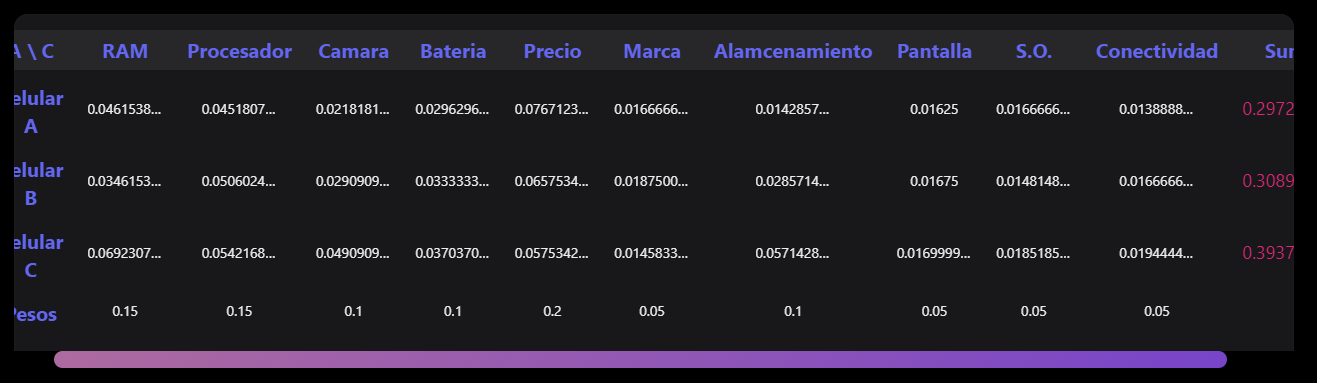 A \ C RAM Procesador Camara Bateria Precio Marca Alamcenamiento Pantalla S.O. Conectividad Sur
elular A 0.0461538... 0.0451807... 0.0218181... 0.0296296... 0.0767123... 0.0166666... 0.0142857... 0.01625 0.0166666... 0.0138888... 0.2972
elular B 0.0346153... 0.0506024... 0.0290909... 0.0333333... 0.0657534... 0.0187500... 0.0285714... 0.01675 0.0148148... 0.0166666... 0.3089
elular C 0.0692307... 0.0542168... 0.0490909... 0.0370370... 0.0575342... 0.0145833... 0.0571428... 0.0169999... 0.0185185... 0.0194444... 0.3937
Pesos 0.15 0.15 0.1 0.1 0.2 0.05 0.1 0.05 0.05 0.05